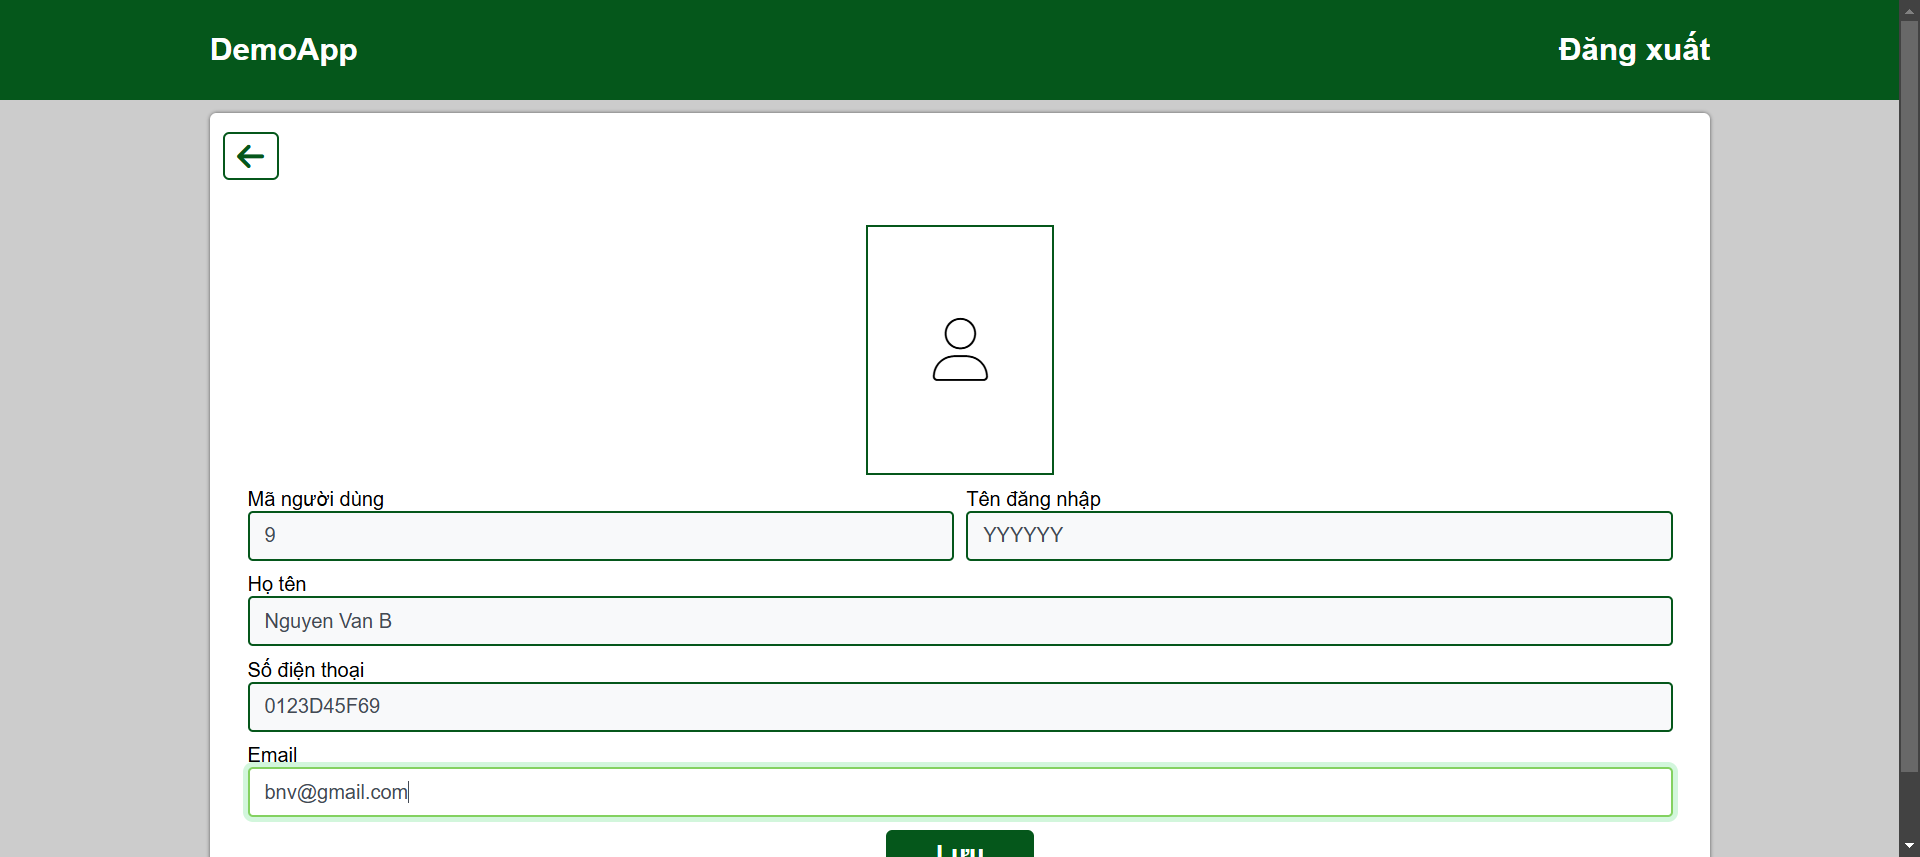 DemoApp
Đăng xuất
Mã người dùng
Tên đăng nhập
9
YYYYYY
Họ tên
Nguyen Van B
Số điện thoại
0123D45F69
Email
bnv@gmail.com
Lưu